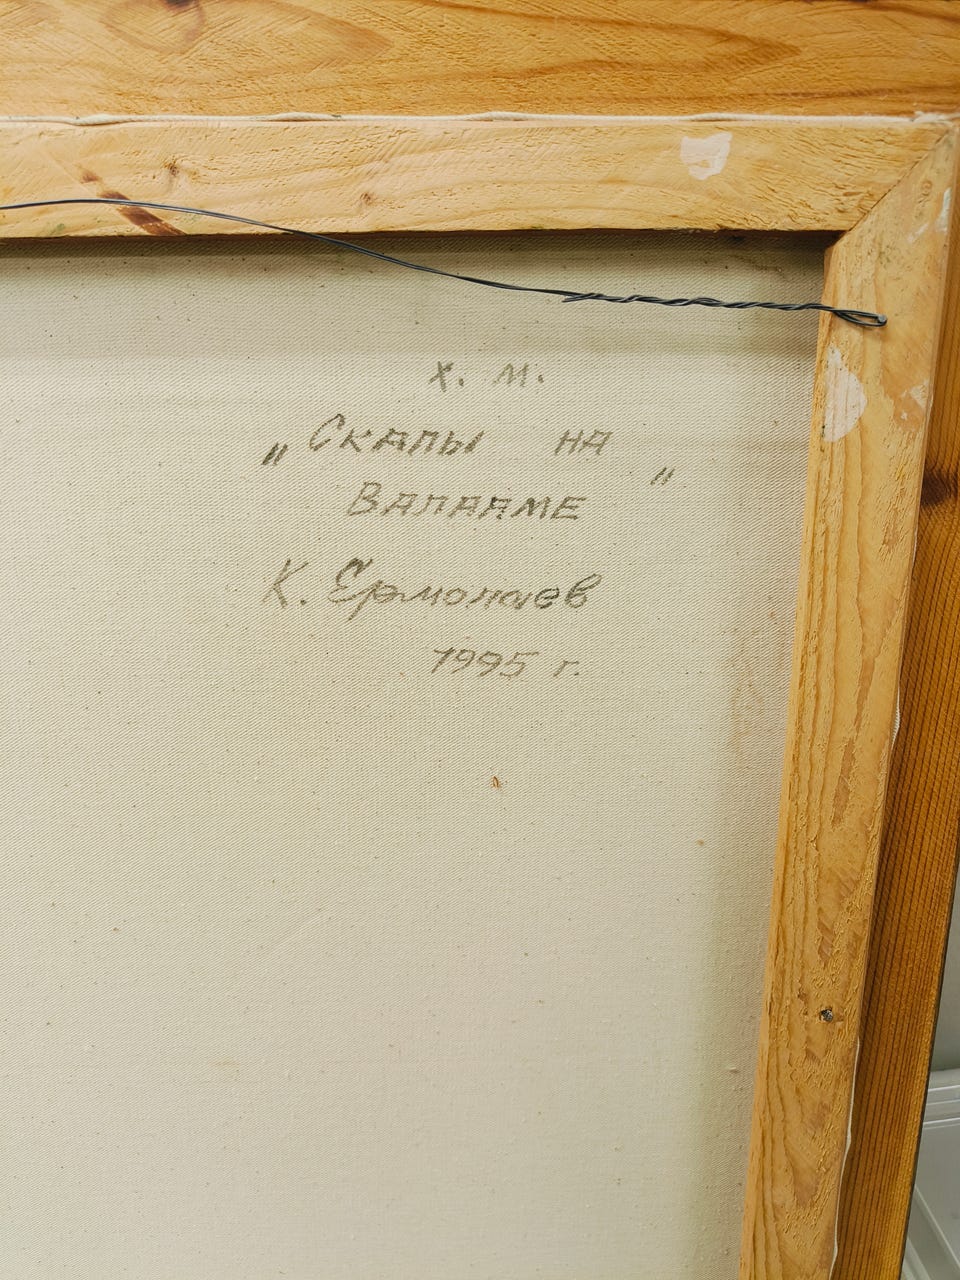 Х. М.
„Скалы на
Валааме"
К. Ермолаев
1995 г.